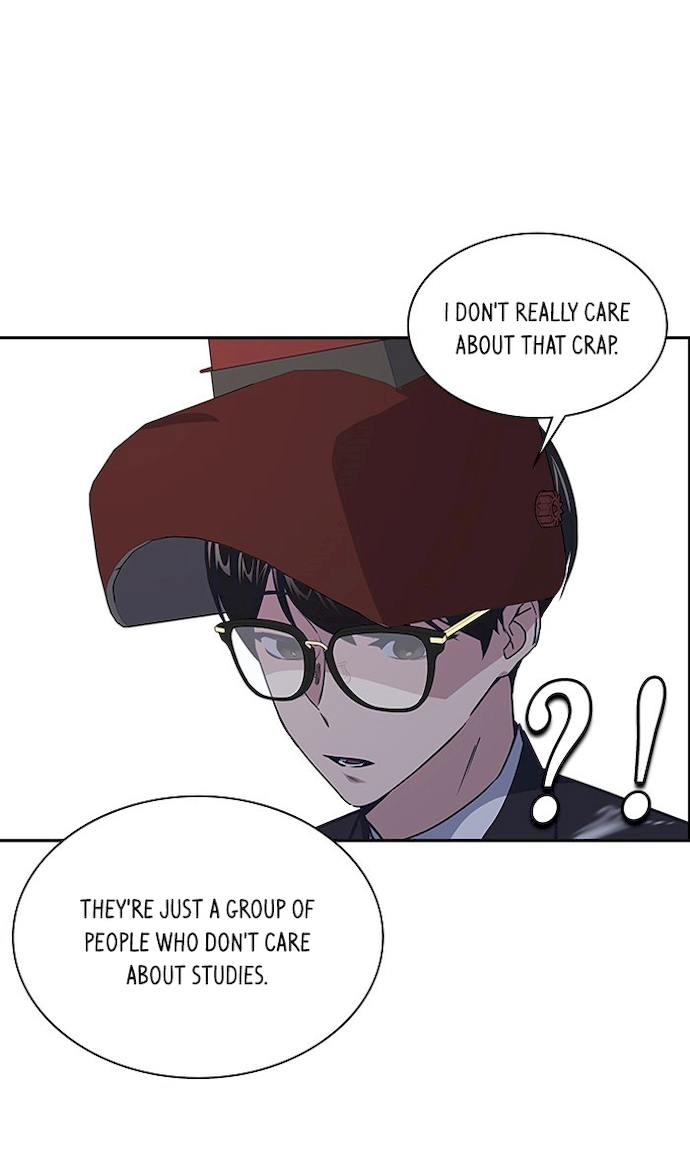 I DON'T REALLY CARE
ABOUT THAT CRAP.
?!
THEY'RE JUST A GROUP OF
PEOPLE WHO DON'T CARE
ABOUT STUDIES.